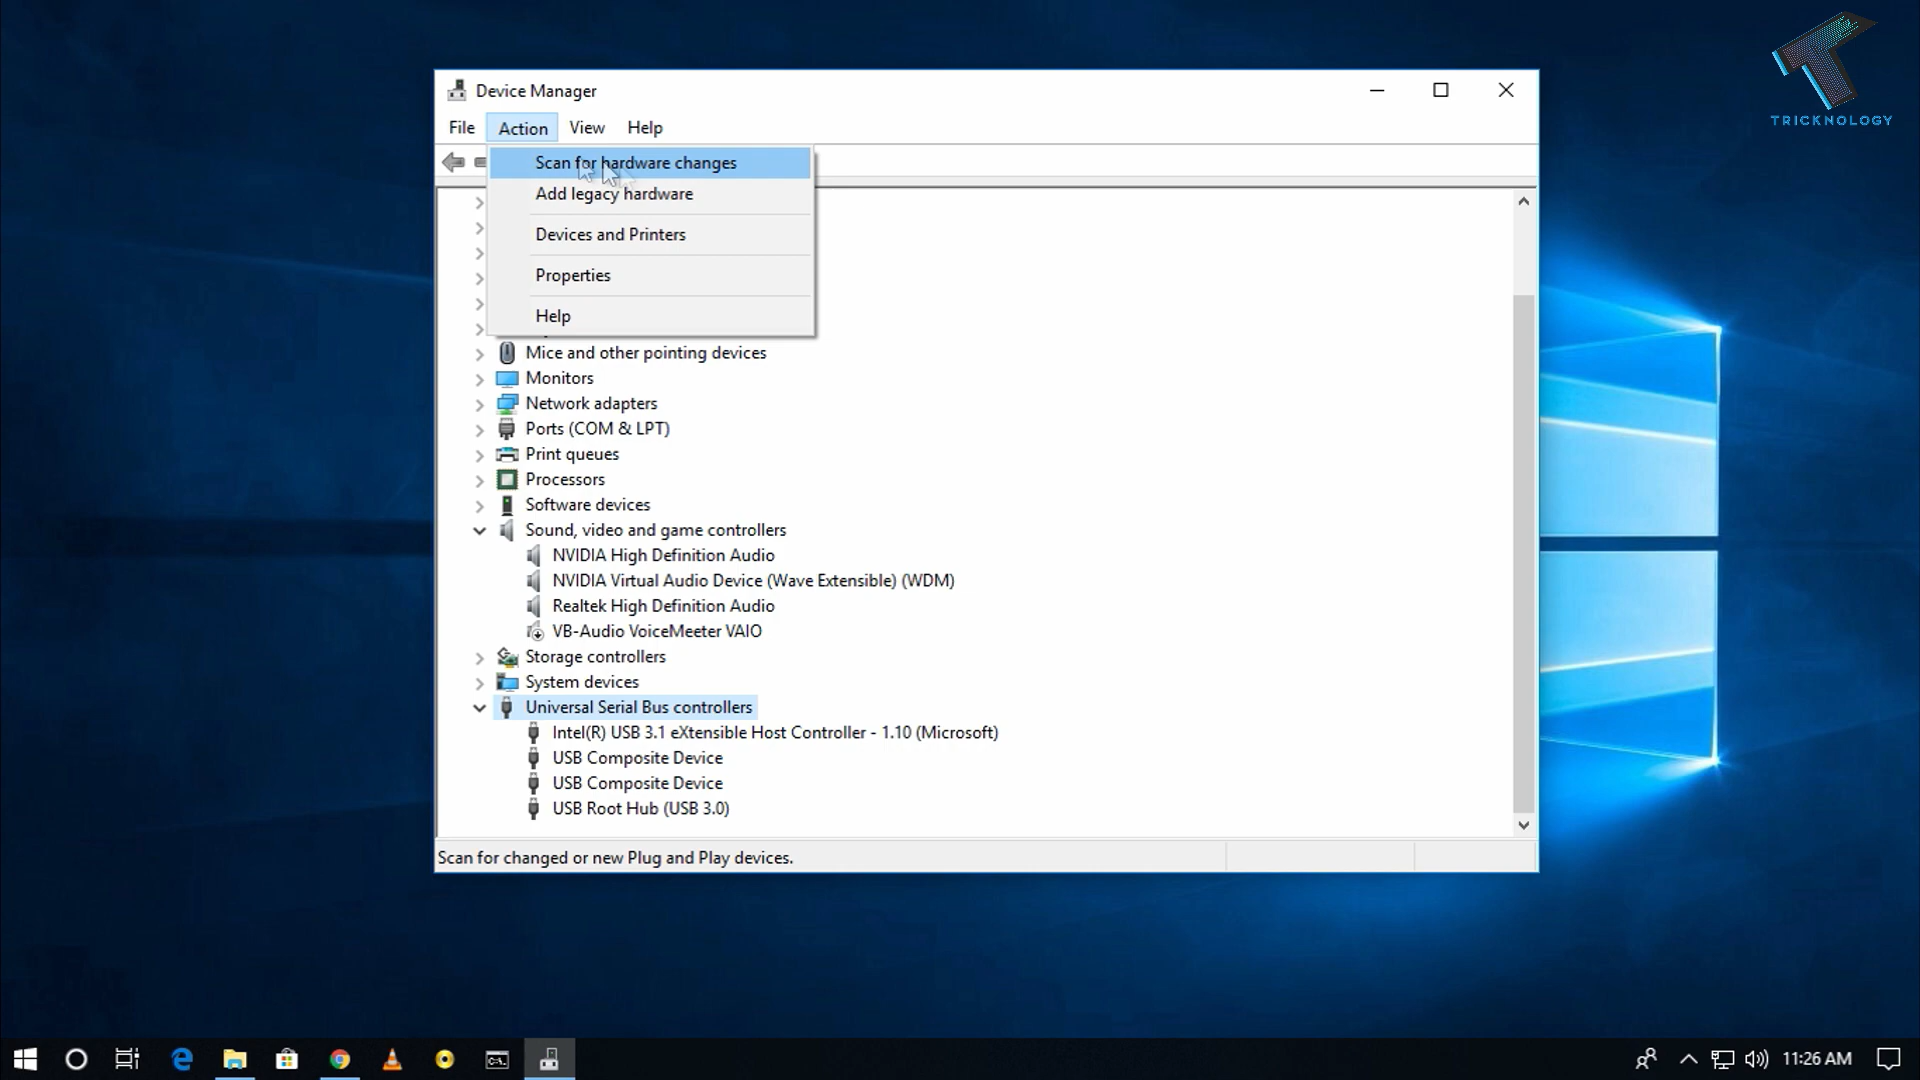 TRICKNOLOGY
Device Manager
File Action View Help
Scan for hardware changes
Add legacy hardware
Devices and Printers
Properties
Help
Mice and other pointing devices
Monitors
Network adapters
Ports (COM & LPT)
Print queues
Processors
Software devices
Sound, video and game controllers
NVIDIA High Definition Audio
NVIDIA Virtual Audio Device (Wave Extensible) (WDM)
Realtek High Definition Audio
VB-Audio VoiceMeeter VAIO
Storage controllers
System devices
Universal Serial Bus controllers
Intel(R) USB 3.1 eXtensible Host Controller - 1.10 (Microsoft)
USB Composite Device
USB Composite Device
USB Root Hub (USB 3.0)
Scan for changed or new Plug and Play devices.
11:26 AM